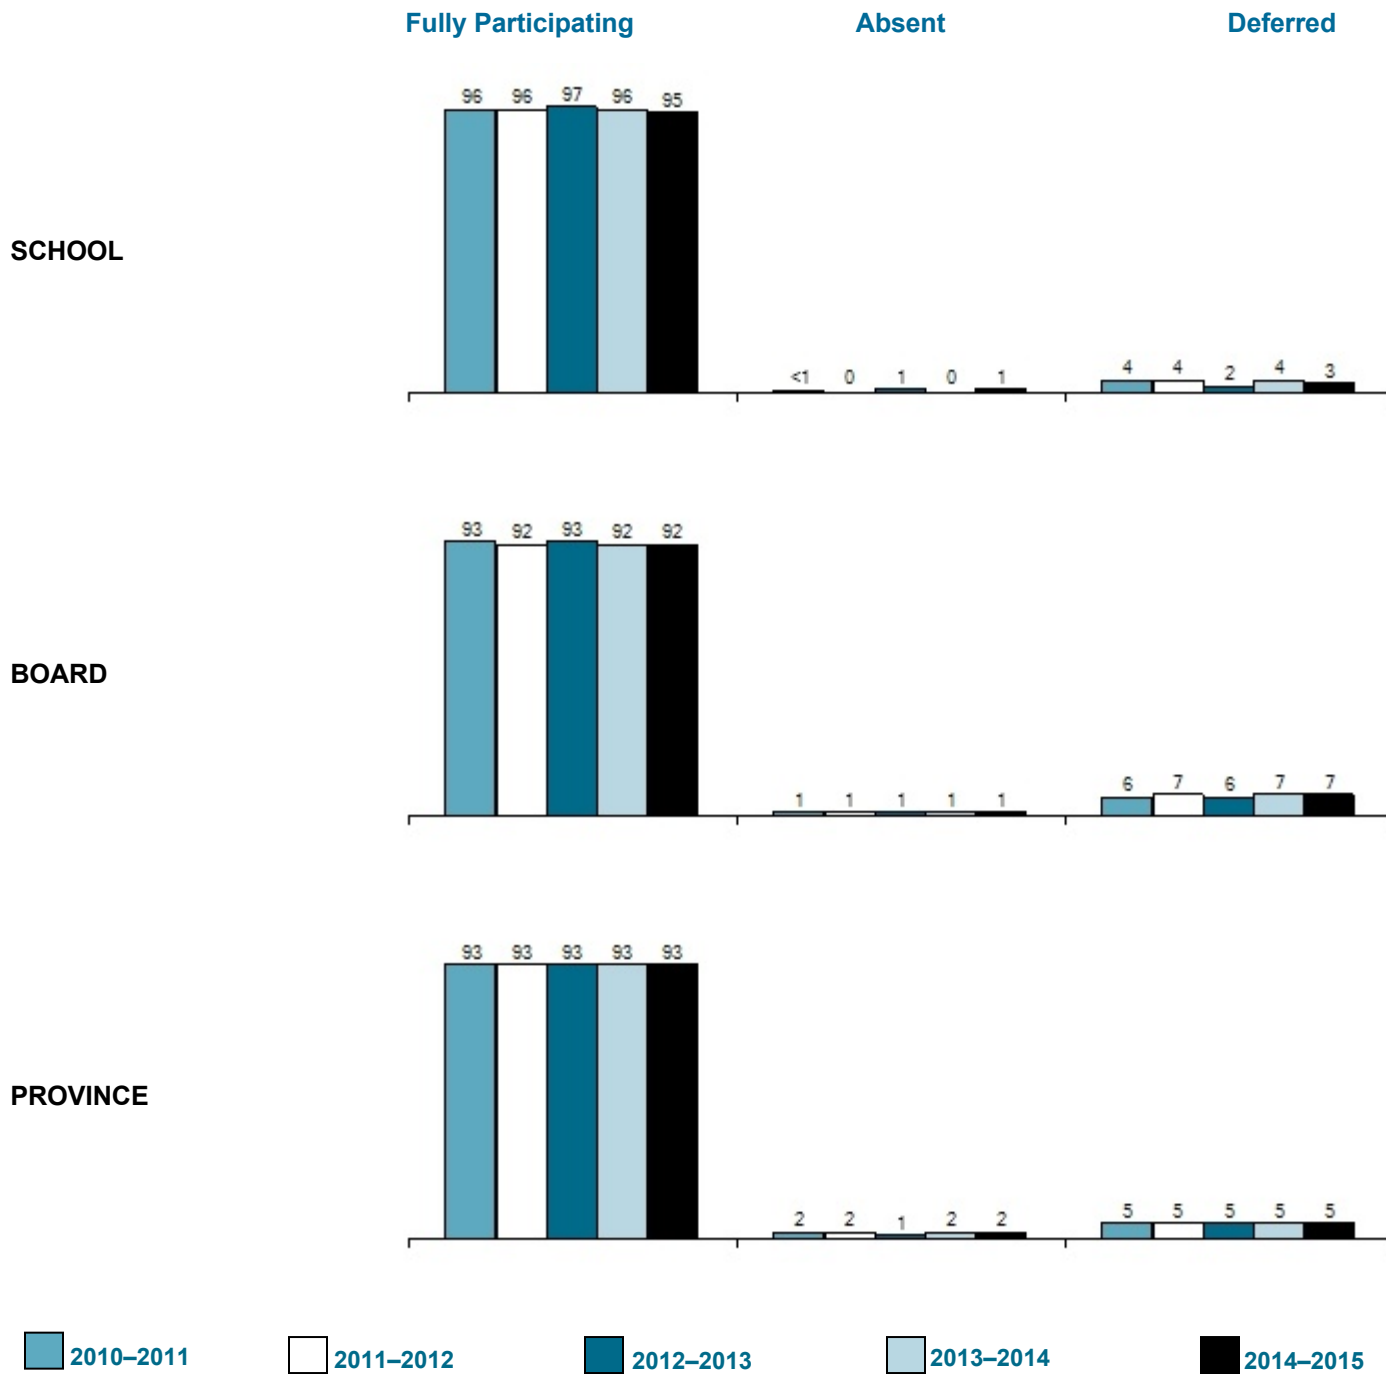 Fully Participating Absent Deferred
96 96 97 96 95
SCHOOL
<1 0 1 0 1
4 4 2 4 3
93 92 93 92 92
BOARD
1 1 1 1 1
6 7 6 7 7
93 93 93 93 93
PROVINCE
2 2 1 2 2
5 5 5 5 5
2010–2011 2011–2012 2012–2013 2013–2014 2014–2015